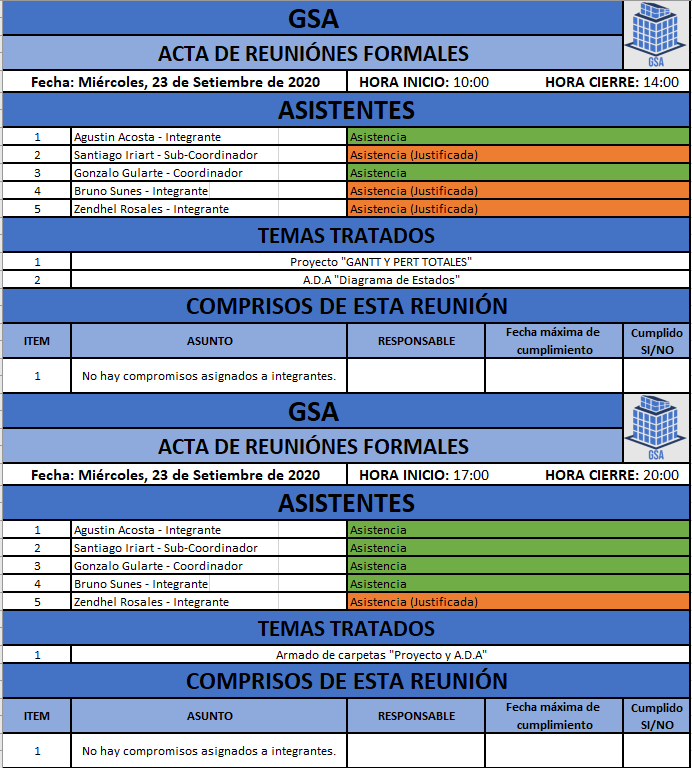 GSA
GSA
ACTA DE REUNIÓNES FORMALES
Fecha: Miércoles, 23 de Setiembre de 2020 HORA INICIO: 10:00 HORA CIERRE: 14:00
ASISTENTES
1 Agustin Acosta - Integrante Asistencia
2 Santiago Iriart - Sub-Coordinador Asistencia (Justificada)
3 Gonzalo Gularte - Coordinador Asistencia
4 Bruno Sunes - Integrante Asistencia (Justificada)
5 Zendhel Rosales - Integrante Asistencia (Justificada)
TEMAS TRATADOS
1 Proyecto "GANTT Y PERT TOTALES"
2 A.D.A "Diagrama de Estados"
COMPRISOS DE ESTA REUNIÓN
ITEM ASUNTO RESPONSABLE Fecha máxima de cumplimiento Cumplido SI/NO
1 No hay compromisos asignados a integrantes.
GSA
GSA
ACTA DE REUNIÓNES FORMALES
Fecha: Miércoles, 23 de Setiembre de 2020 HORA INICIO: 17:00 HORA CIERRE: 20:00
ASISTENTES
1 Agustin Acosta - Integrante Asistencia
2 Santiago Iriart - Sub-Coordinador Asistencia
3 Gonzalo Gularte - Coordinador Asistencia
4 Bruno Sunes - Integrante Asistencia
5 Zendhel Rosales - Integrante Asistencia (Justificada)
TEMAS TRATADOS
1 Armado de carpetas "Proyecto y A.D.A"
COMPRISOS DE ESTA REUNIÓN
ITEM ASUNTO RESPONSABLE Fecha máxima de cumplimiento Cumplido SI/NO
1 No hay compromisos asignados a integrantes.